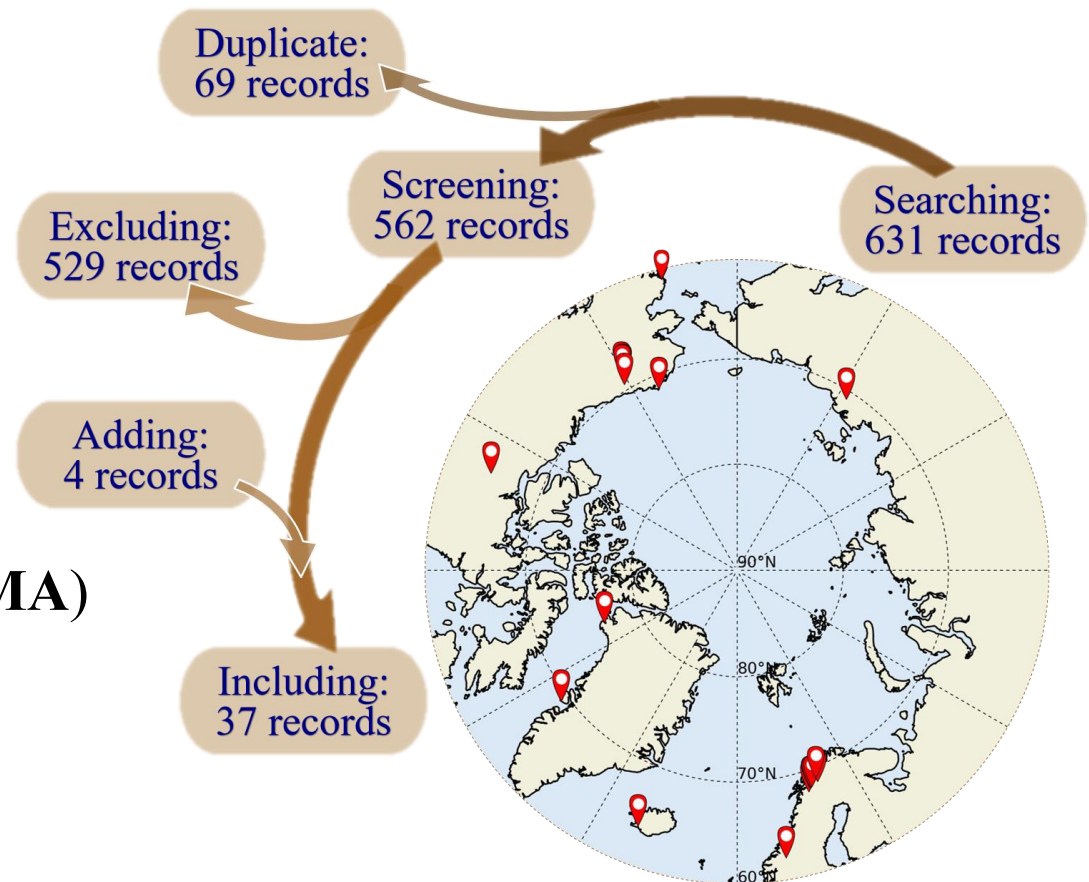 Duplicate:
69 records
Searching:
631 records
Screening:
562 records
Excluding:
529 records
Adding:
4 records
MA)
Including:
37 records
90°N
80°N
70°N
60°N